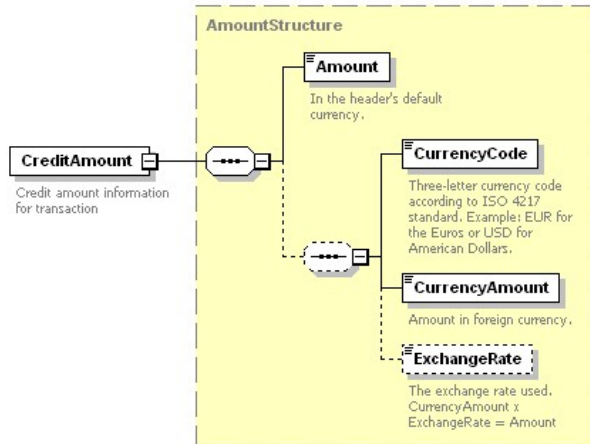 AmountStructure
Amount
In the header's default
currency.
CreditAmount
Credit amount information
for transaction
CurrencyCode
Three-letter currency code
according to ISO 4217
standard. Example: EUR for
the Euros or USD for
American Dollars.
CurrencyAmount
Amount in foreign currency.
ExchangeRate
The exchange rate used.
CurrencyAmount x
ExchangeRate = Amount